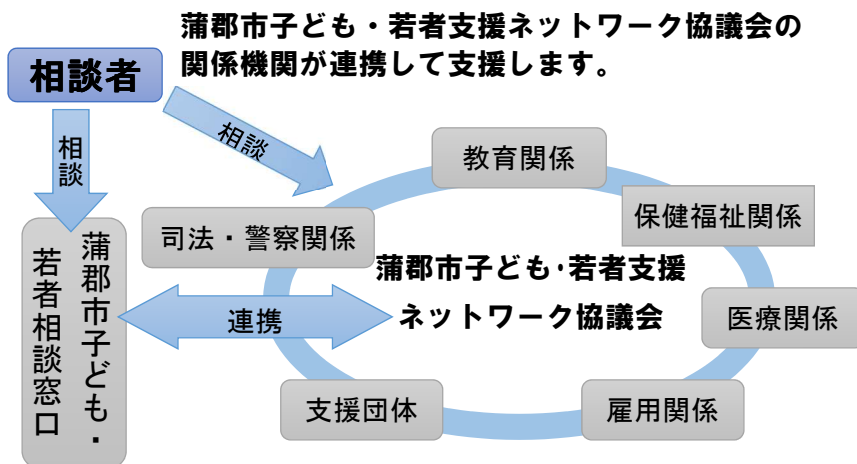 蒲郡市子ども・若者支援ネットワーク協議会の
関係機関が連携して支援します。
相談者
相談
相談
教育関係
保健福祉関係
司法・警察関係
蒲郡市子ども・若者支援
ネットワーク協議会
医療関係
連携
蒲郡市子ども・
若者相談窓口
支援団体
雇用関係